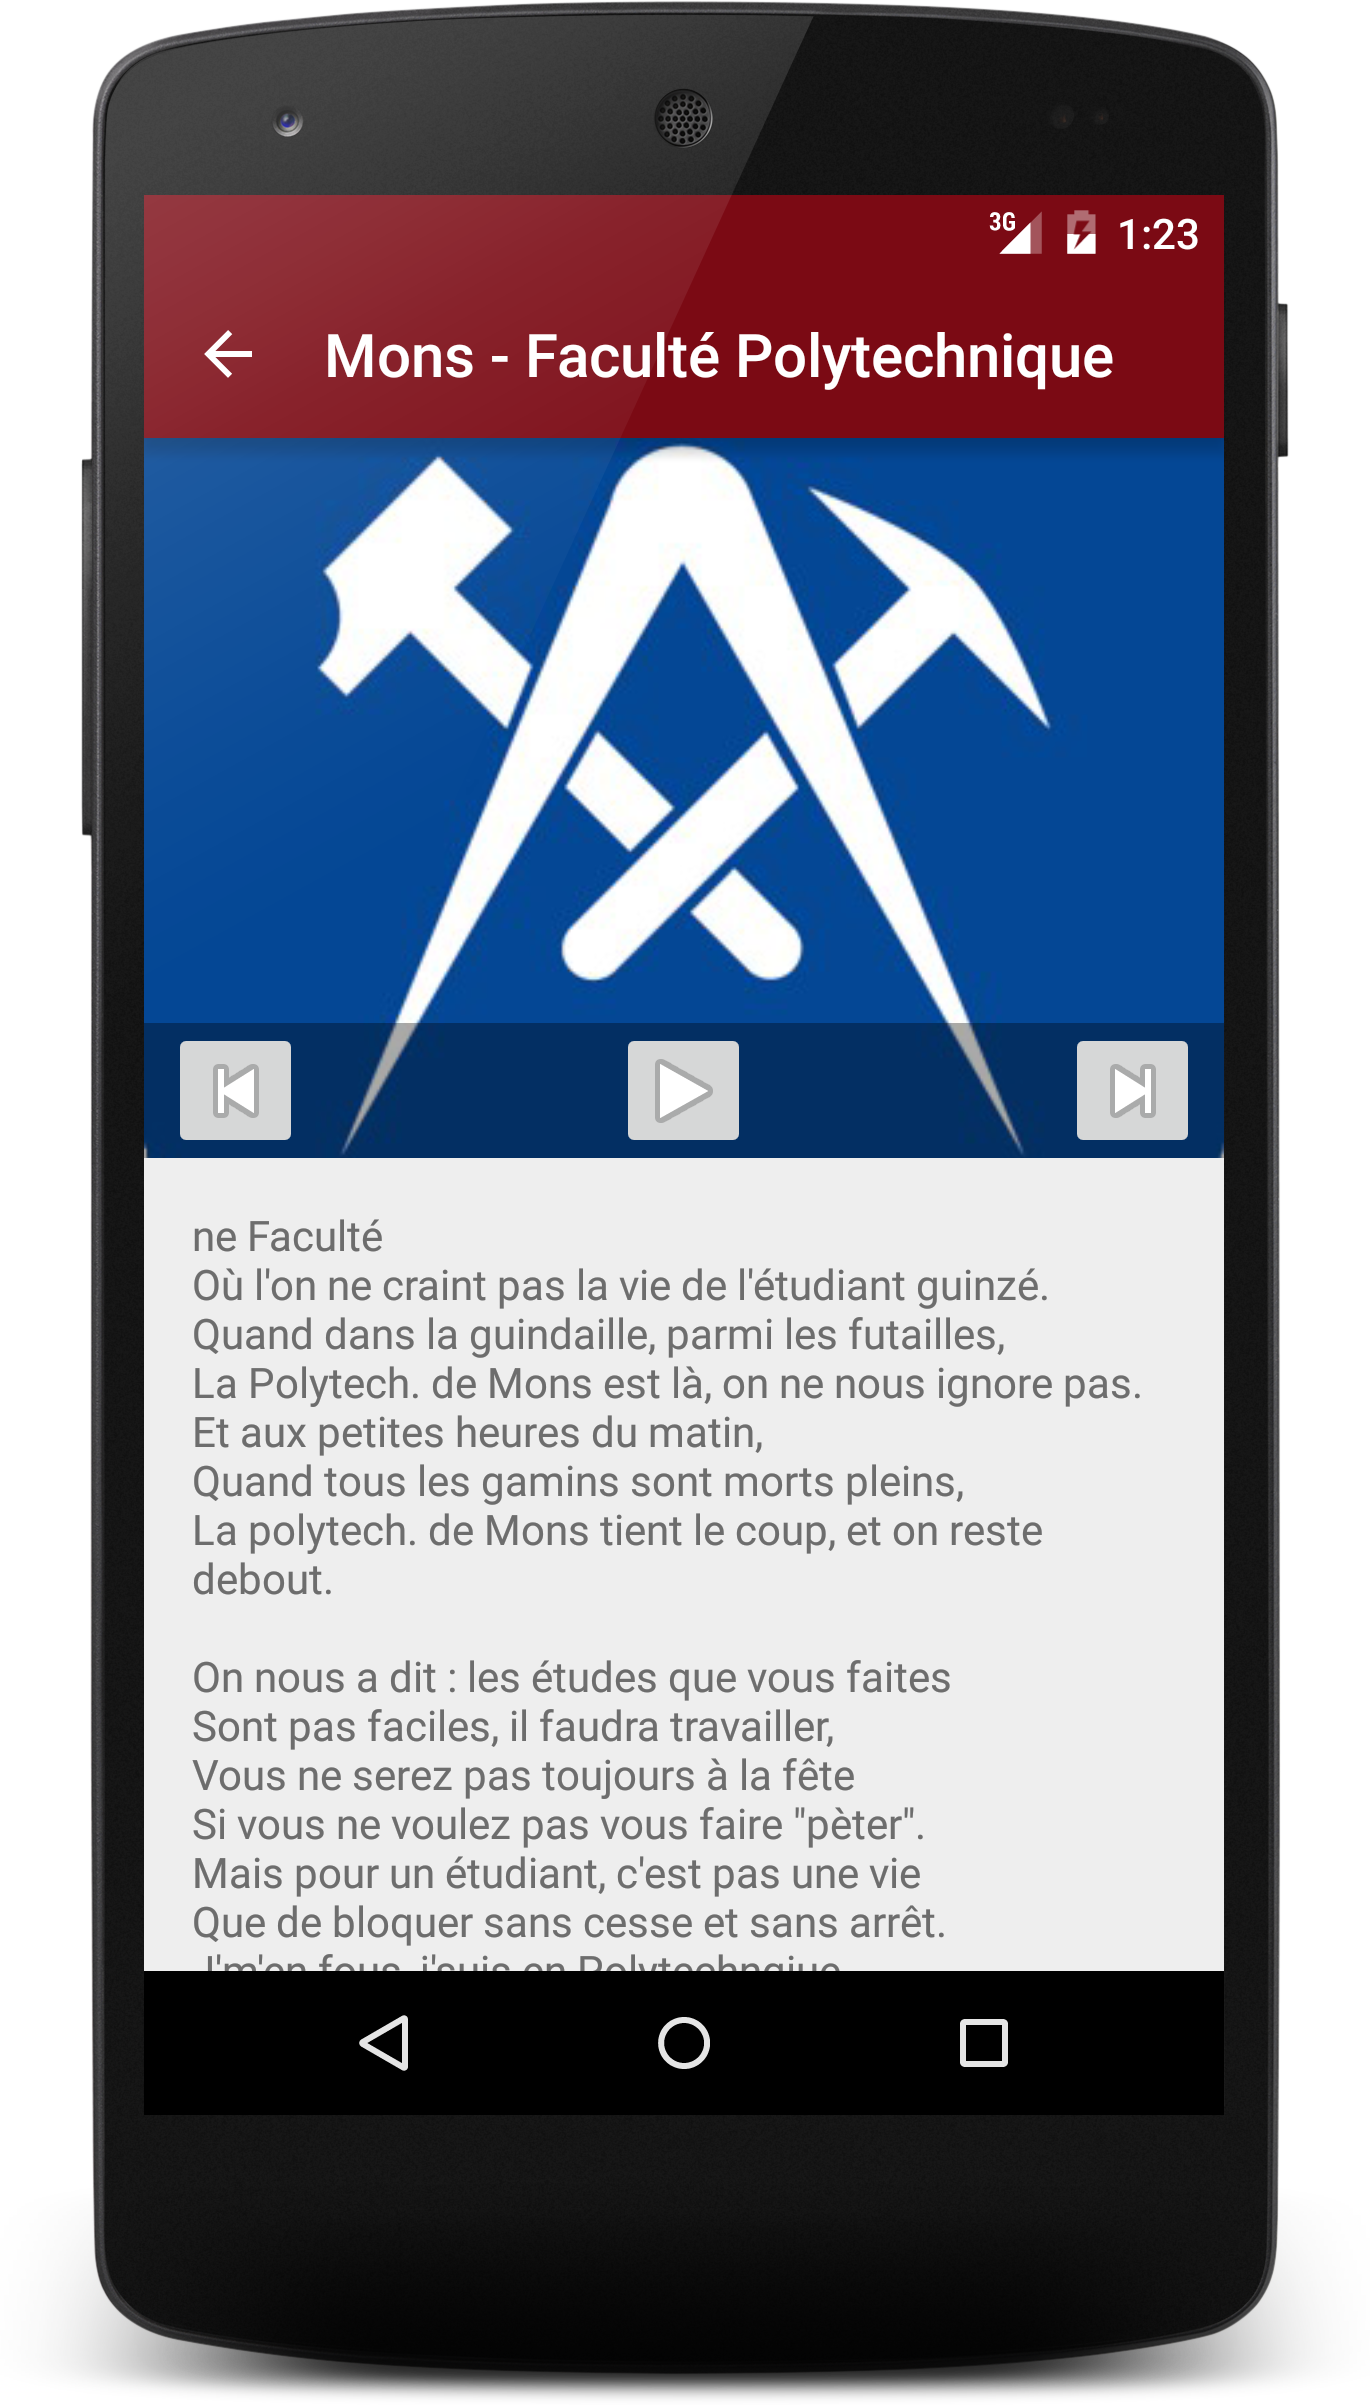 3G 1:23
Mons - Faculté Polytechnique
ne Faculté
Où l'on ne craint pas la vie de l'étudiant guinzé.
Quand dans la guindaille, parmi les futailles,
La Polytech. de Mons est là, on ne nous ignore pas.
Et aux petites heures du matin,
Quand tous les gamins sont morts pleins,
La polytech. de Mons tient le coup, et on reste
debout.
On nous a dit : les études que vous faites
Sont pas faciles, il faudra travailler,
Vous ne serez pas toujours à la fête
Si vous ne voulez pas vous faire "pèter".
Mais pour un étudiant, c'est pas une vie
Que de bloquer sans cesse et sans arrêt.
J'm'en fous, j'suis en Polytechnqiue